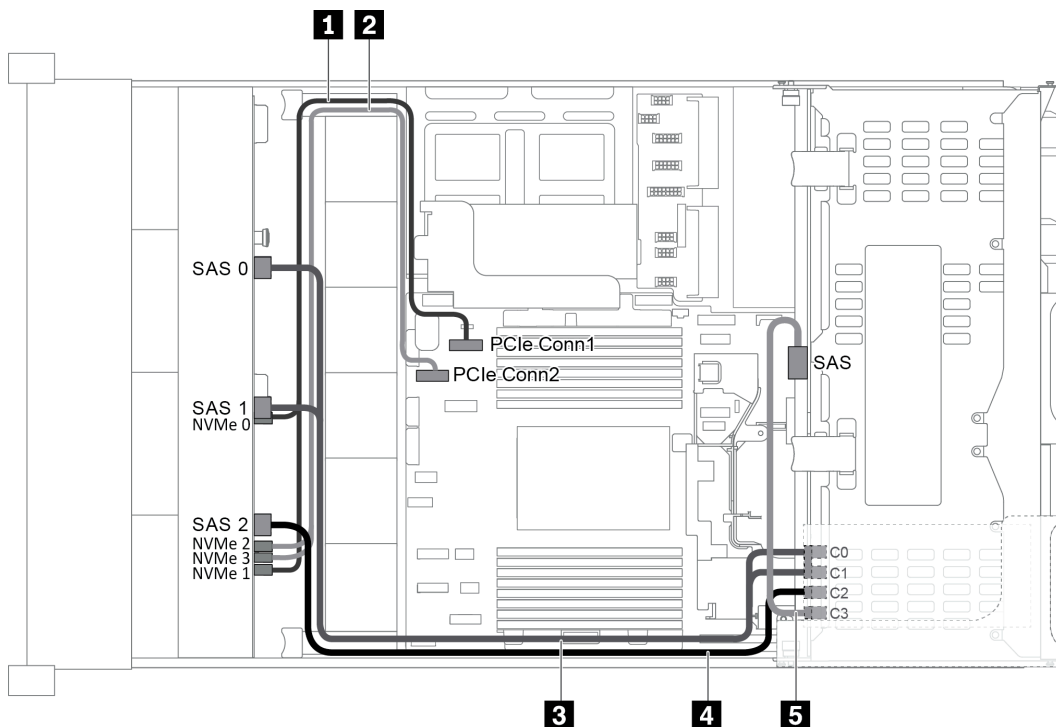 1
2
SAS 0
PCIe Conn1
SAS
PCIe Conn2
SAS 1
NVMe 0
SAS 2
NVMe 2
NVMe 3
NVMe 1
C0
C1
C2
C3
3
4
5